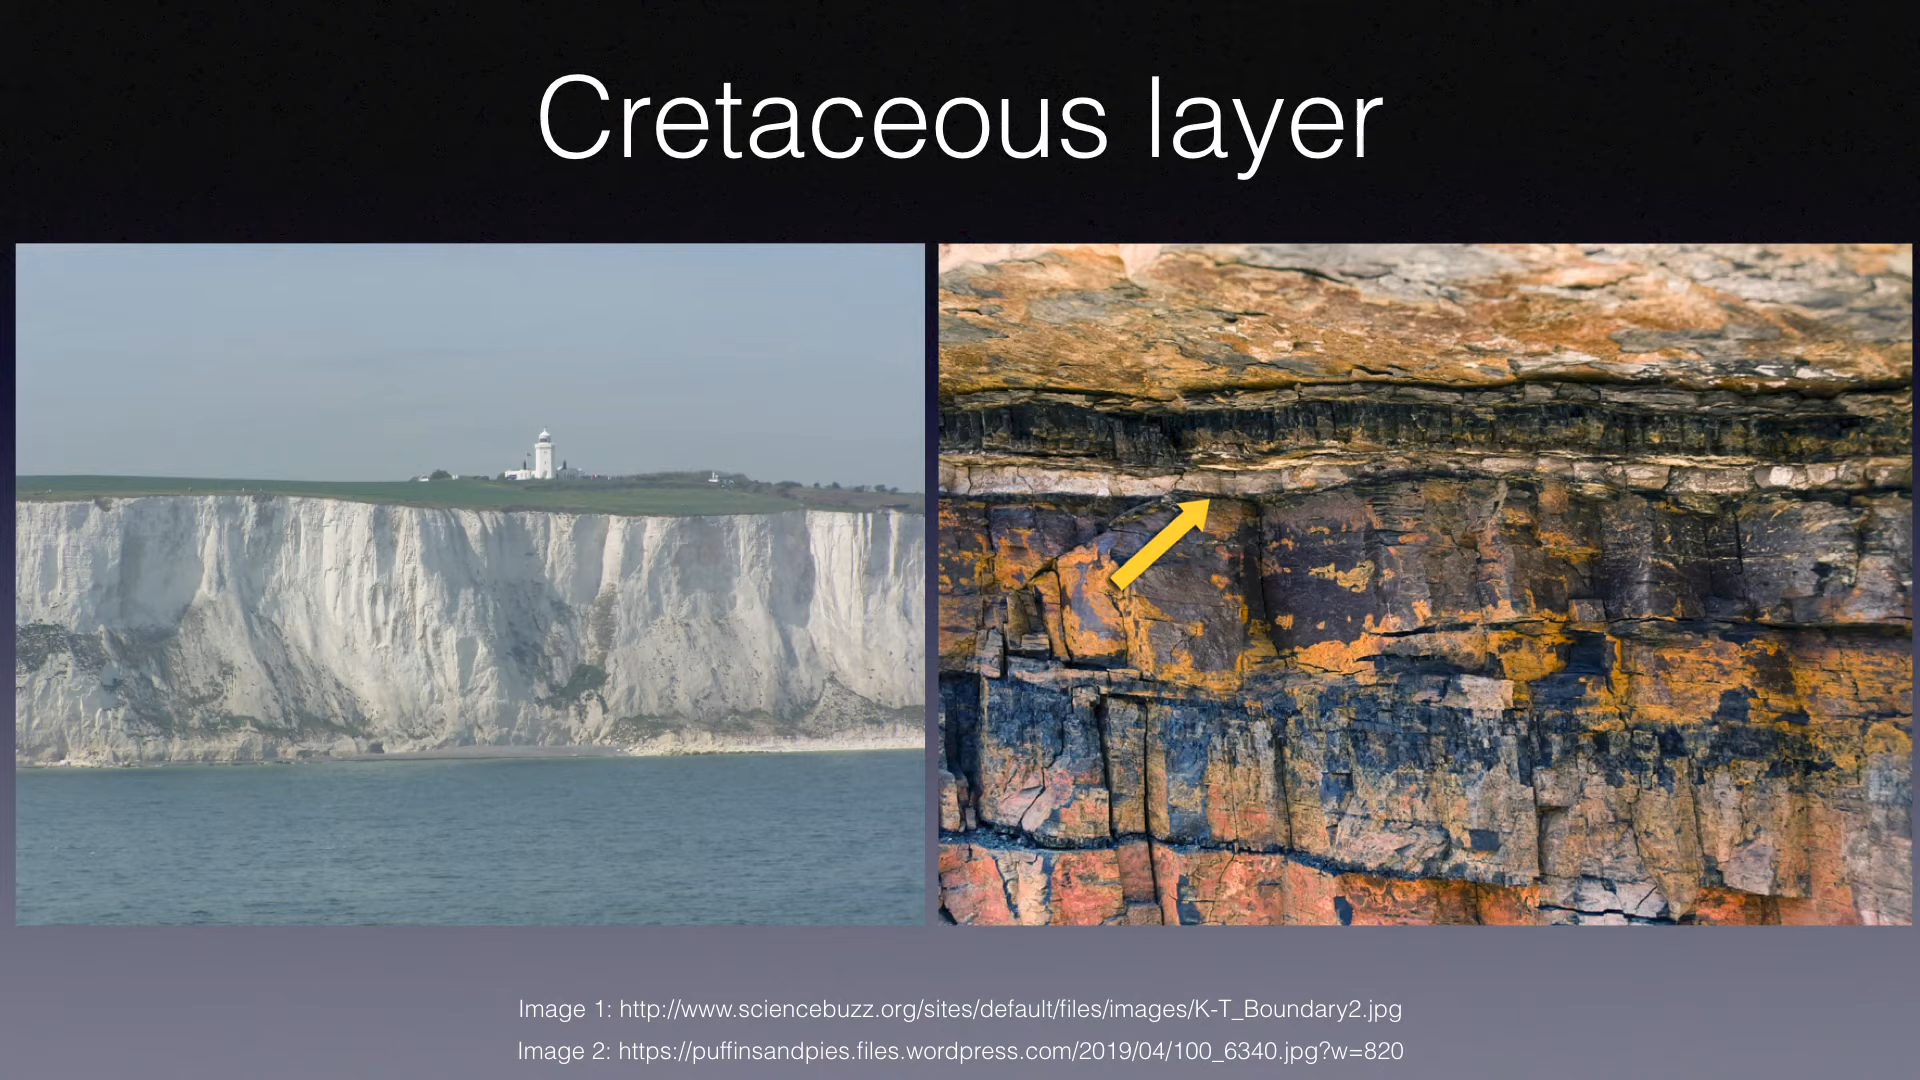 Cretaceous layer
Image 1: http://www.sciencebuzz.org/sites/default/files/images/K-T_Boundary2.jpg
Image 2: https://puffinsandpies.files.wordpress.com/2019/04/100_6340.jpg?w=820